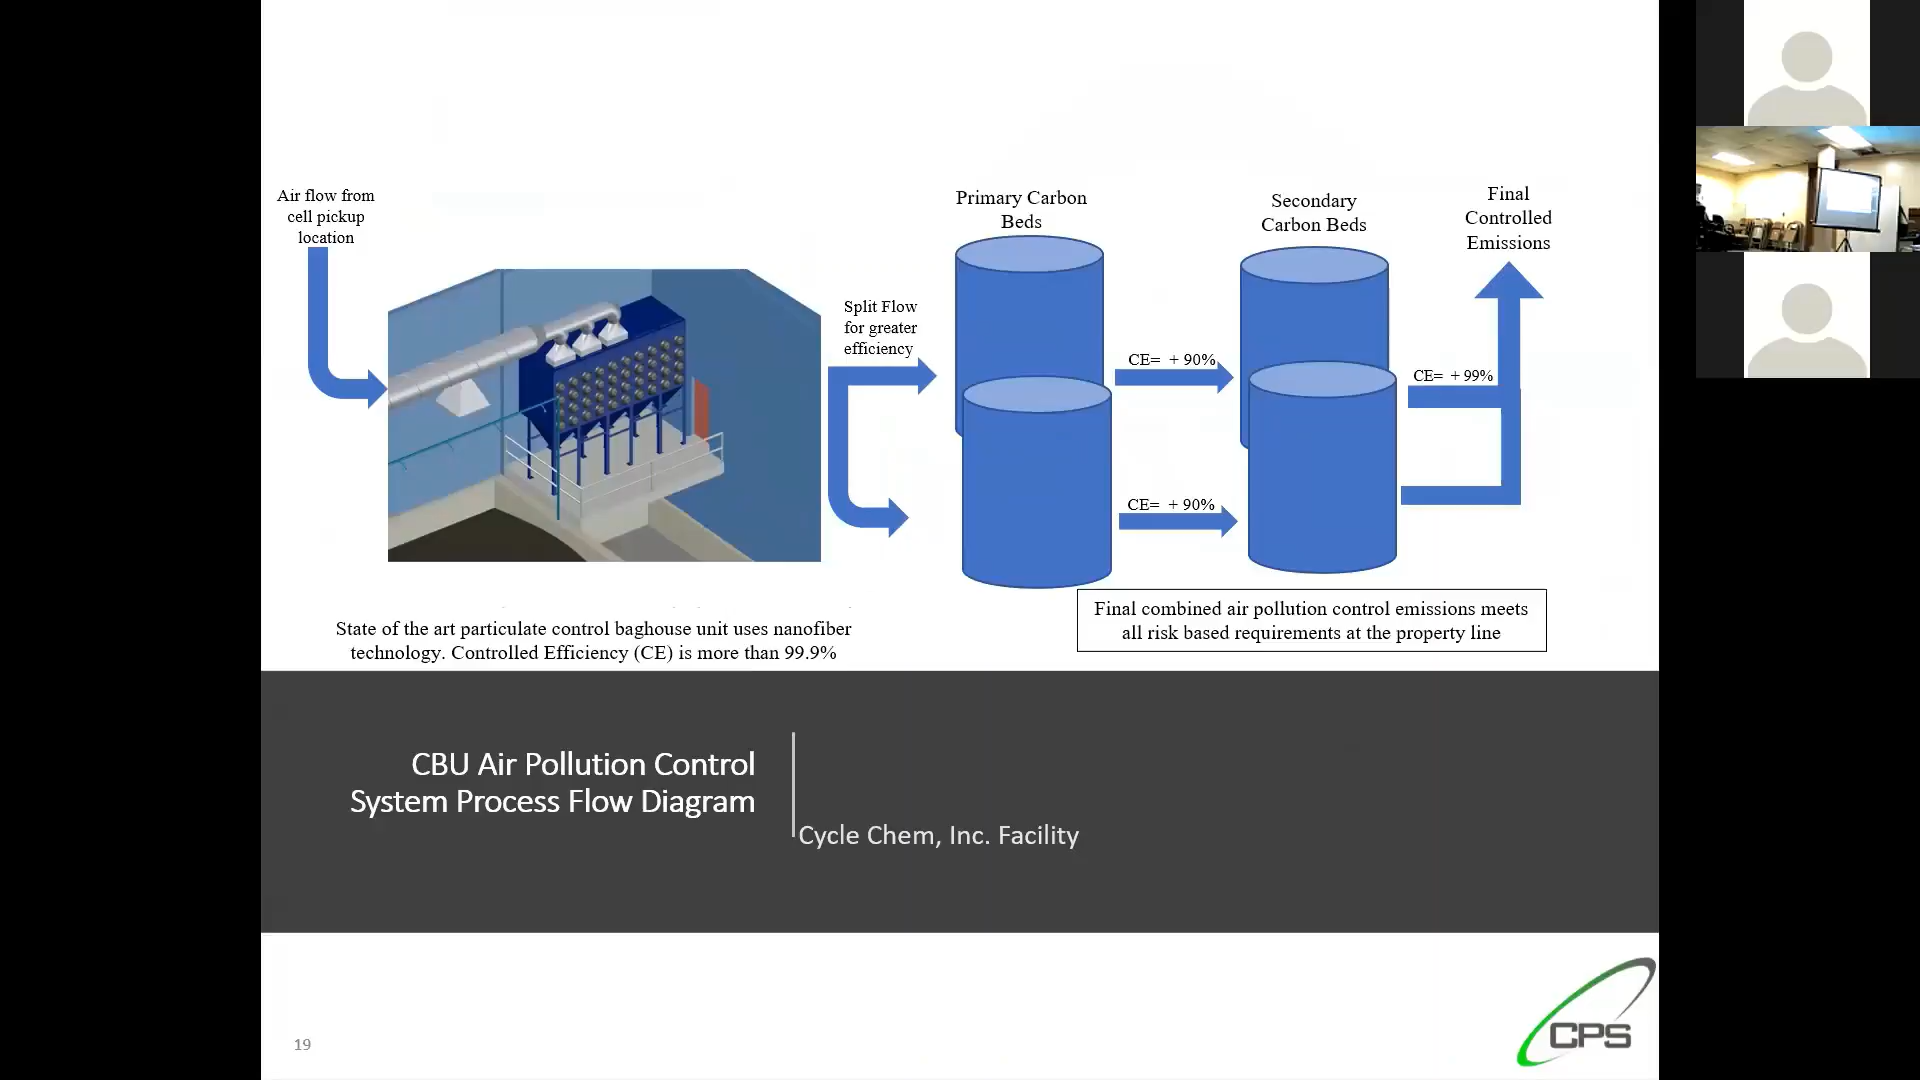 Air flow from
cell pickup
location
Split Flow
for greater
efficiency
Primary Carbon
Beds
CE=  + 90%
CE=  + 90%
Secondary
Carbon Beds
CE=  + 99%
Final
Controlled
Emissions
State of the art particulate control baghouse unit uses nanofiber
technology. Controlled Efficiency (CE) is more than 99.9%
Final combined air pollution control emissions meets
all risk based requirements at the property line
CBU Air Pollution Control
System Process Flow Diagram
Cycle Chem, Inc. Facility
19
CPS